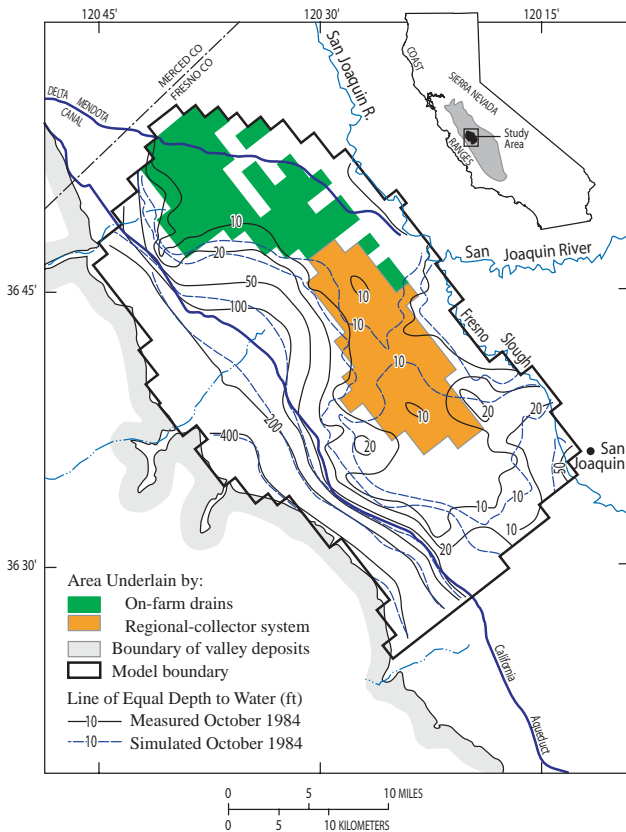 120 45'
120 30'
120 15'
San Joaquin R.
MERCED CO
FRESNO CO
DELTA MENDOTA
CANAL
COAST
RANGES
SIERRA NEVADA
Study
Area
San Joaquin River
Fresno Slough
36 45'
36 30'
10
20
50
100
200
400
10
10
10
10
20
20
20
50
10
10
20
San
Joaquin
California
Aqueduct
Area Underlain by:
On-farm drains
Regional-collector system
Boundary of valley deposits
Model boundary
Line of Equal Depth to Water (ft)
10 Measured October 1984
10 Simulated October 1984
0 5 10 MILES
0 5 10 KILOMETERS